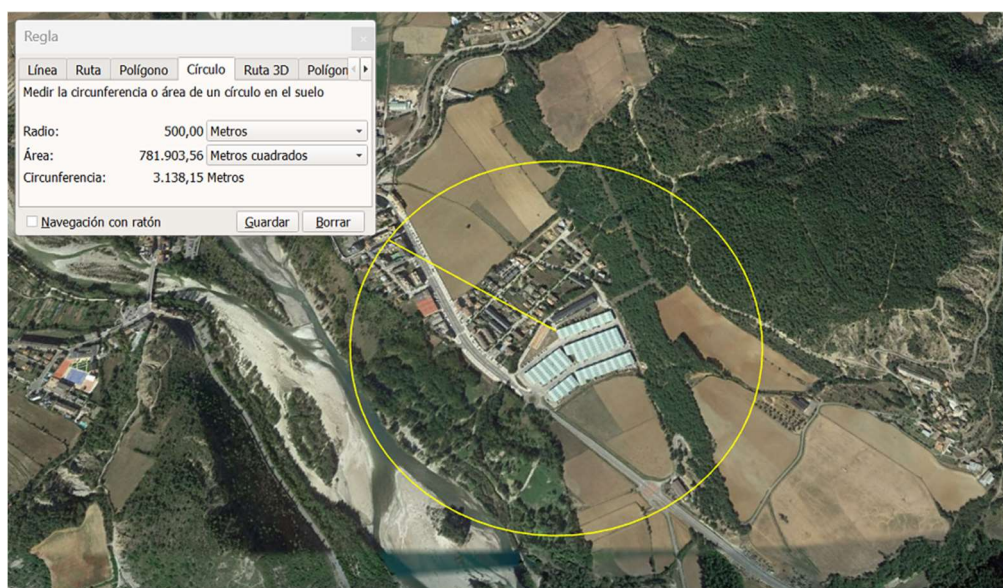 Regla
Línea Ruta Polígono Círculo Ruta 3D Polígon
Medir la circunferencia o área de un círculo en el suelo
Radio: 500,00 Metros
Área: 781.903,56 Metros cuadrados
Circunferencia: 3.138,15 Metros
Navegación con ratón Guardar Borrar